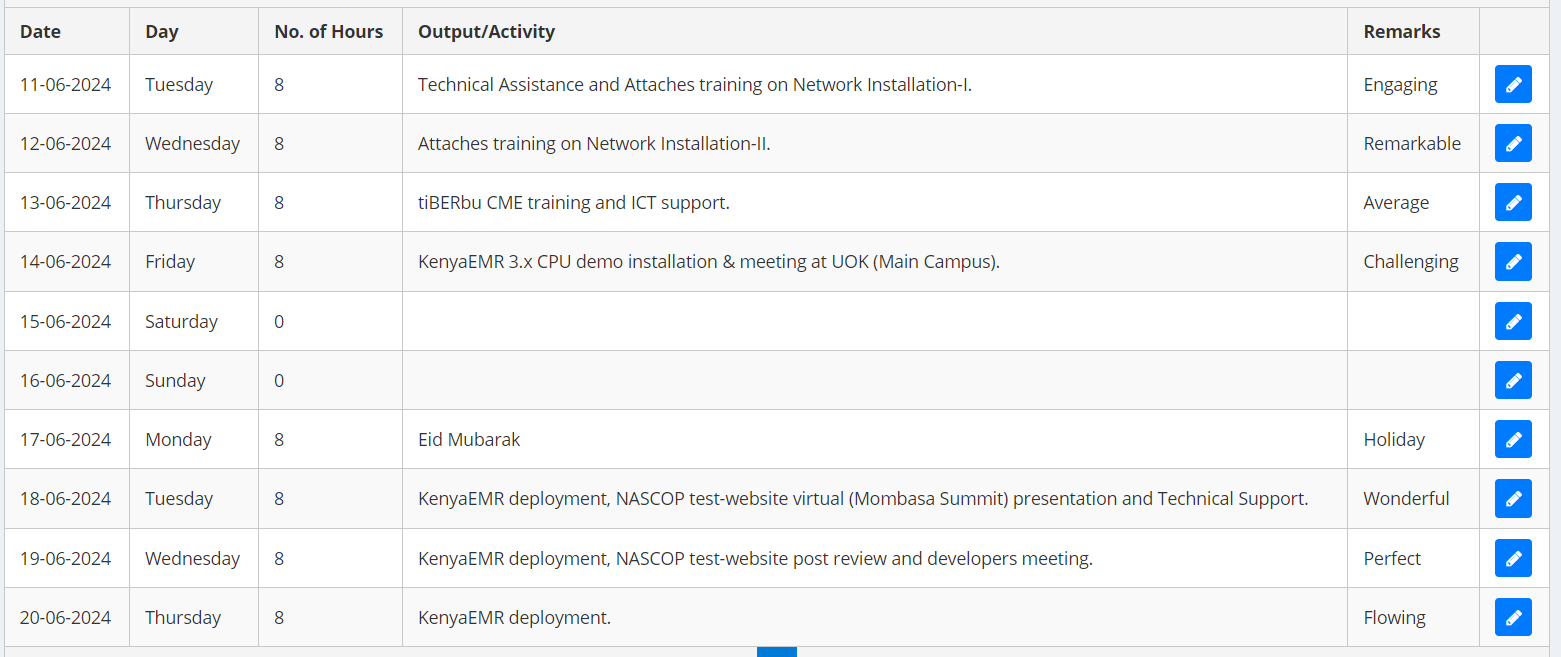 Date Day No. of Hours Output/Activity Remarks
11-06-2024 Tuesday 8 Technical Assistance and Attaches training on Network Installation-I. Engaging
12-06-2024 Wednesday 8 Attaches training on Network Installation-II. Remarkable
13-06-2024 Thursday 8 tiBERbu CME training and ICT support. Average
14-06-2024 Friday 8 KenyaEMR 3.x CPU demo installation & meeting at UOK (Main Campus). Challenging
15-06-2024 Saturday 0
16-06-2024 Sunday 0
17-06-2024 Monday 8 Eid Mubarak Holiday
18-06-2024 Tuesday 8 KenyaEMR deployment, NASCOP test-website virtual (Mombasa Summit) presentation and Technical Support. Wonderful
19-06-2024 Wednesday 8 KenyaEMR deployment, NASCOP test-website post review and developers meeting. Perfect
20-06-2024 Thursday 8 KenyaEMR deployment. Flowing